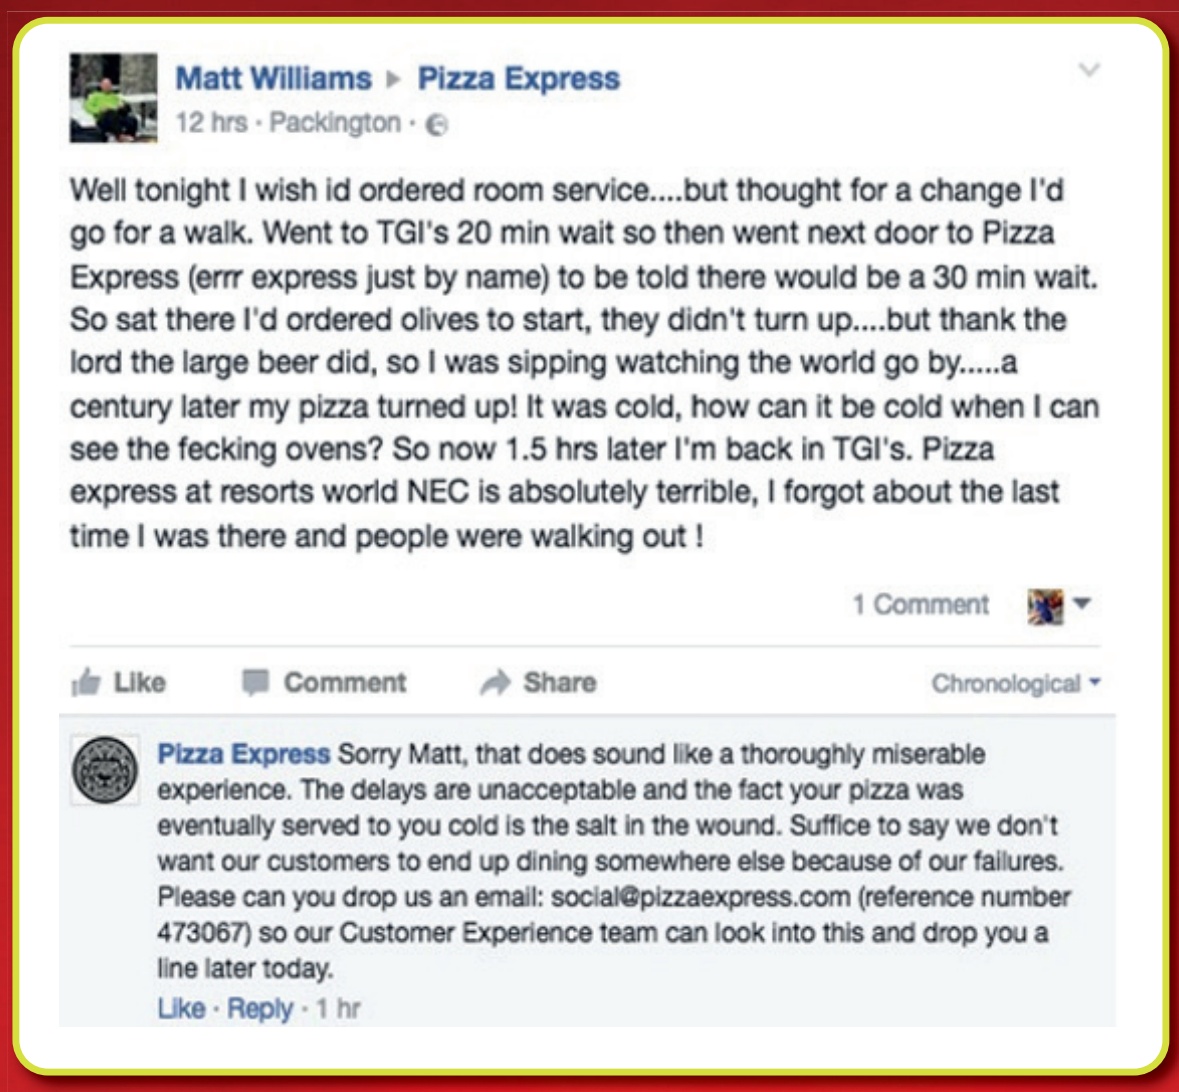 Matt Williams ▸ Pizza Express
12 hrs · Packington ·
Well tonight I wish id ordered room service....but thought for a change I'd
go for a walk. Went to TGI's 20 min wait so then went next door to Pizza
Express (errr express just by name) to be told there would be a 30 min wait.
So sat there I'd ordered olives to start, they didn't turn up....but thank the
lord the large beer did, so I was sipping watching the world go by.....a
century later my pizza turned up! It was cold, how can it be cold when I can
see the fecking ovens? So now 1.5 hrs later I'm back in TGI's. Pizza
express at resorts world NEC is absolutely terrible, I forgot about the last
time I was there and people were walking out !
1 Comment
Like Comment Share Chronological
Pizza Express Sorry Matt, that does sound like a thoroughly miserable
experience. The delays are unacceptable and the fact your pizza was
eventually served to you cold is the salt in the wound. Suffice to say we don't
want our customers to end up dining somewhere else because of our failures.
Please can you drop us an email: social@pizzaexpress.com (reference number
473067) so our Customer Experience team can look into this and drop you a
line later today.
Like · Reply · 1 hr